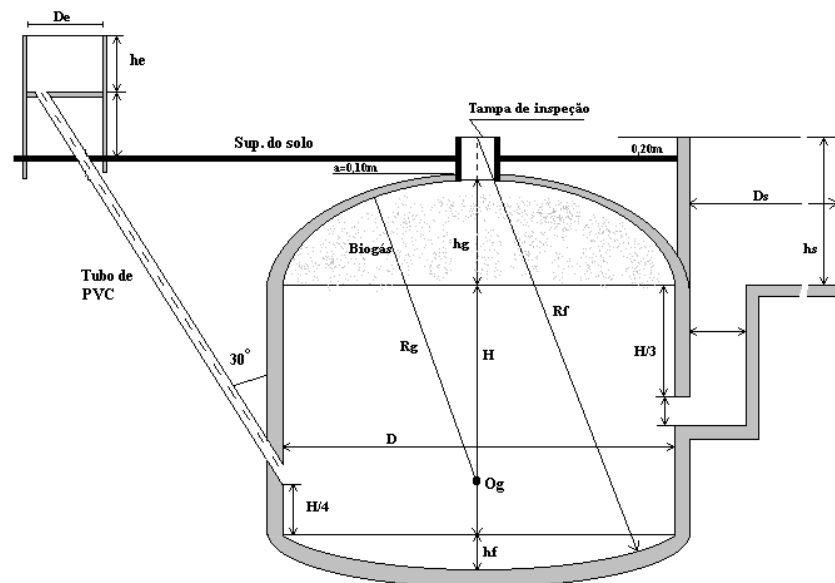 De
he
Tampa de inspeção
Sup. do solo
0,20m
a=0,10m
Ds
hg
hs
Biogás
Tubo de
PVC
Rf
Rg
H
H/3
30°
D
Og
H/4
hf